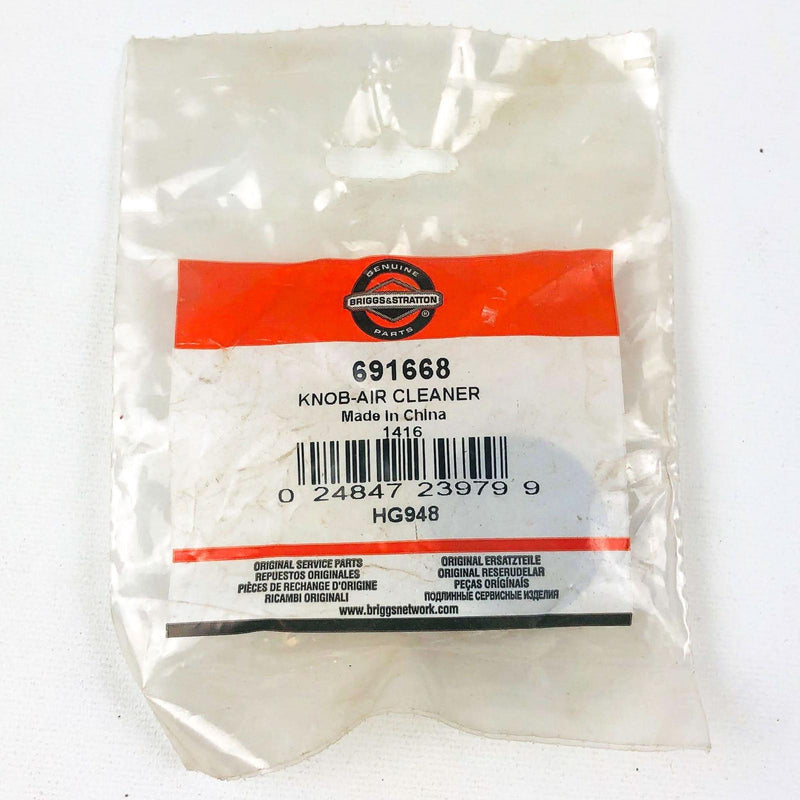 GENUINE
BRIGGS&STRATTON
®
PARTS
691668
KNOB-AIR CLEANER
Made In China
1416
0 24847 23979 9
HG948
ORIGINAL SERVICE PARTS
REPUESTOS ORIGINALES
PIÈCES DE RECHANGE D'ORIGINE
RICAMBI ORIGINALI
ORIGINAL ERSATZTEILE
ORIGINAL RESERUDELAR
PEÇAS ORIGINAIS
ПОДЛИННЫЕ СЕРВИСНЫЕ ИЗДЕЛИЯ
www.briggsnetwork.com